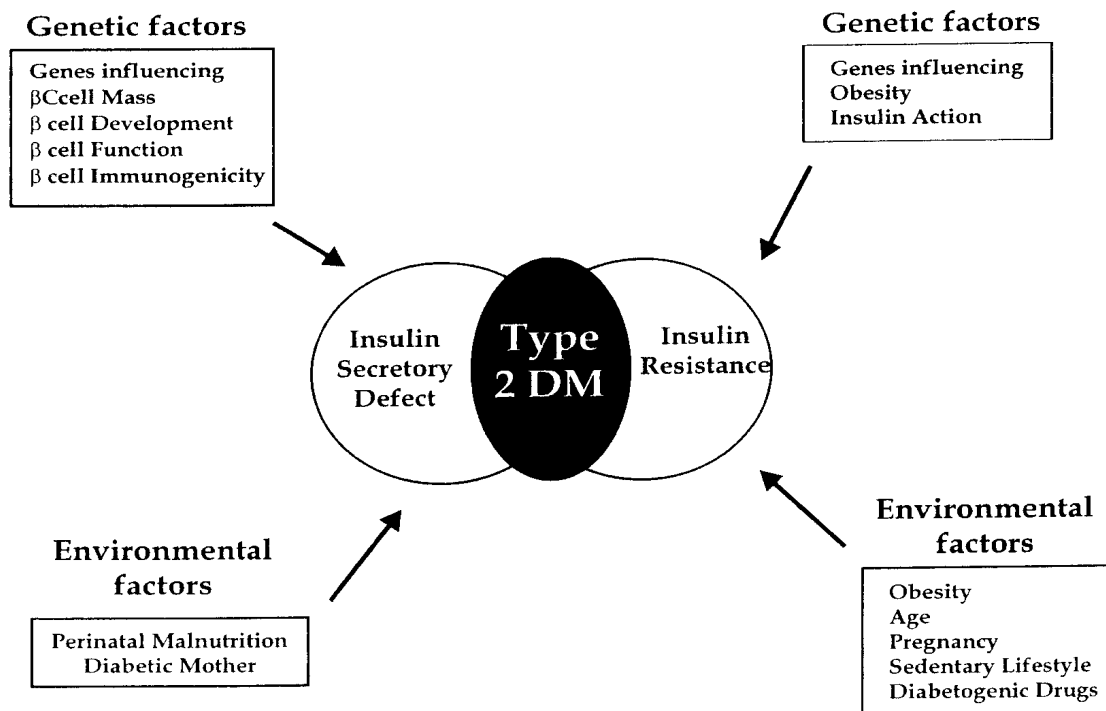 Genetic factors
Genes influencing
βCcell Mass
β cell Development
β cell Function
β cell Immunogenicity
Genetic factors
Genes influencing
Obesity
Insulin Action
Insulin
Secretory
Defect
Type
2 DM
Insulin
Resistance
Environmental
factors
Perinatal Malnutrition
Diabetic Mother
Environmental
factors
Obesity
Age
Pregnancy
Sedentary Lifestyle
Diabetogenic Drugs